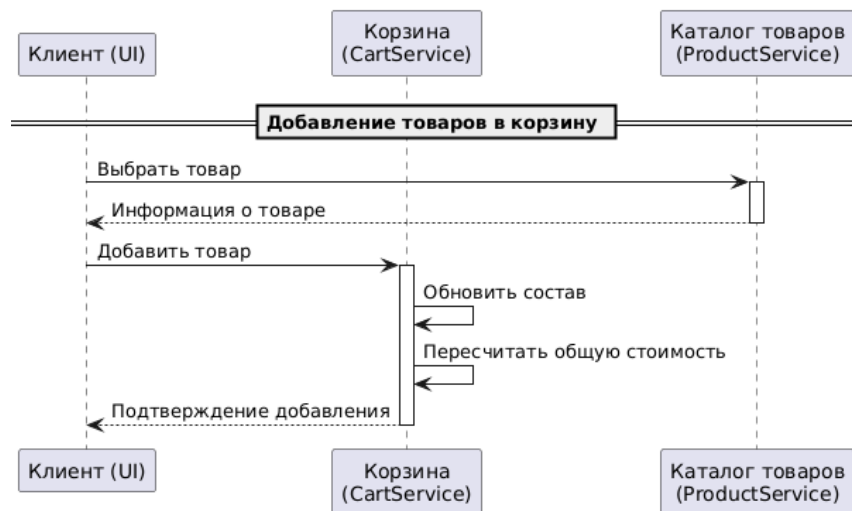 Клиент (UI)
Корзина
(CartService)
Каталог товаров
(ProductService)
Добавление товаров в корзину
Выбрать товар
Информация о товаре
Добавить товар
Обновить состав
Пересчитать общую стоимость
Подтверждение добавления
Клиент (UI)
Корзина
(CartService)
Каталог товаров
(ProductService)